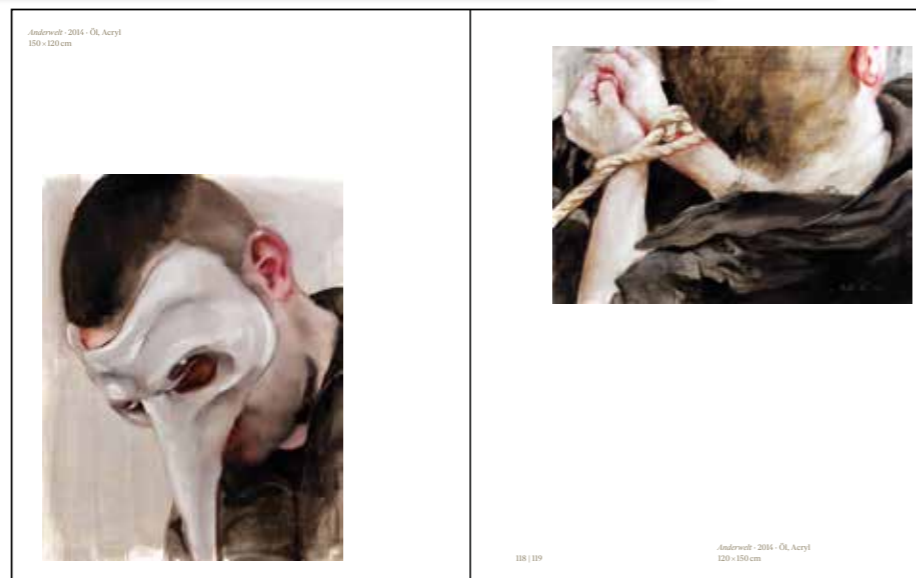 Anderwelt · 2014 · Öl, Acryl
150 × 120 cm
118 | 119
Anderwelt · 2014 · Öl, Acryl
120 × 150 cm